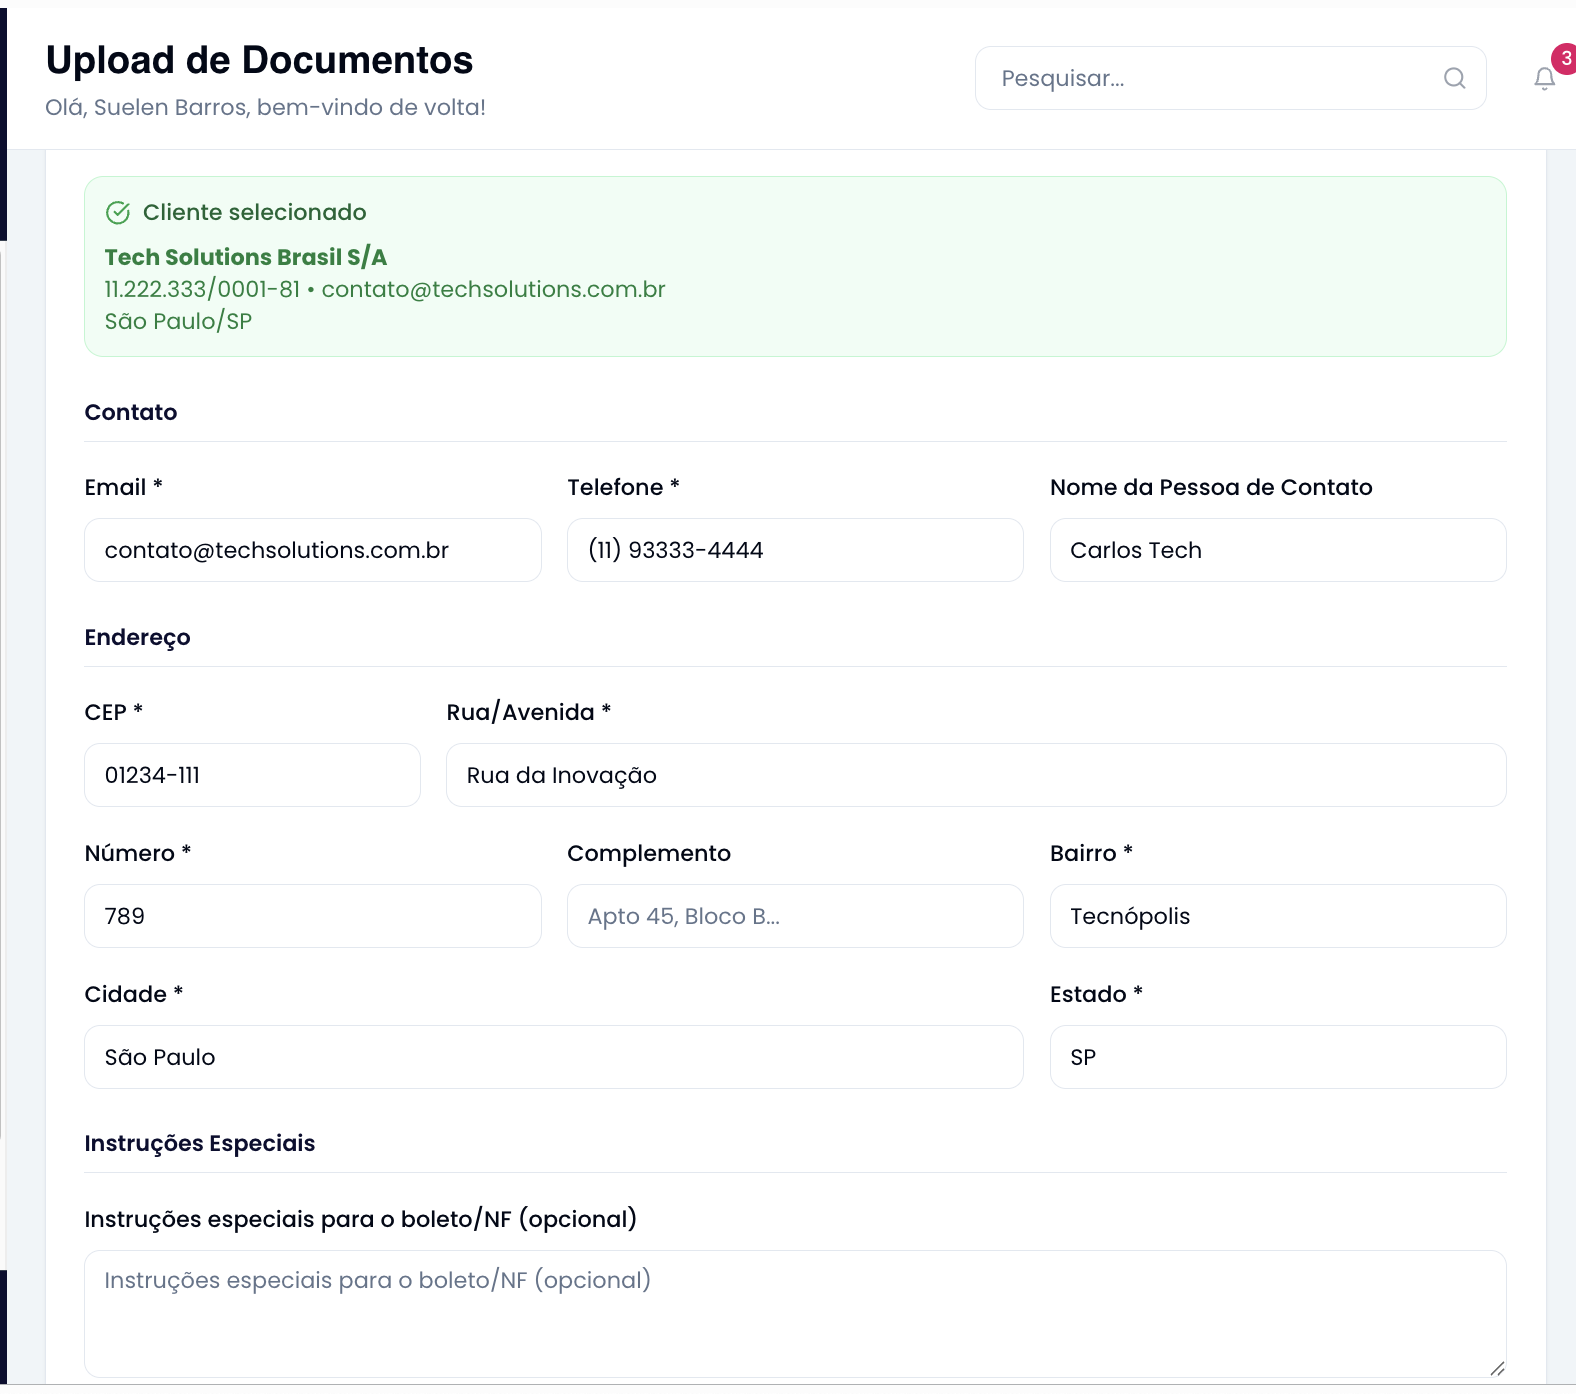 Upload de Documentos
Olá, Suelen Barros, bem-vindo de volta!
Pesquisar...
3
Cliente selecionado
Tech Solutions Brasil S/A
11.222.333/0001-81 • contato@techsolutions.com.br
São Paulo/SP
Contato
Email *
Telefone *
Nome da Pessoa de Contato
contato@techsolutions.com.br
(11) 93333-4444
Carlos Tech
Endereço
CEP *
Rua/Avenida *
01234-111
Rua da Inovação
Número *
Complemento
Bairro *
789
Apto 45, Bloco B...
Tecnópolis
Cidade *
Estado *
São Paulo
SP
Instruções Especiais
Instruções especiais para o boleto/NF (opcional)
Instruções especiais para o boleto/NF (opcional)